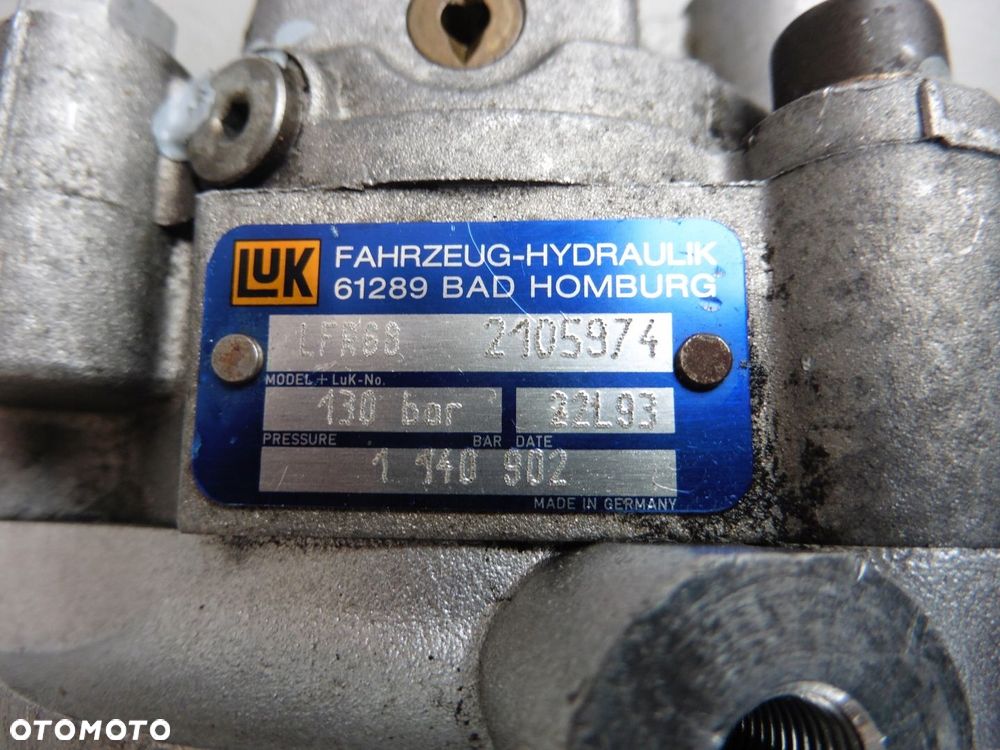 LUK
FAHRZEUG-HYDRAULIK
61289 BAD HOMBURG
LFR68 2105974
MODEL + LuK-No.
130 bar 22L93
PRESSURE BAR DATE
1 140 902
MADE IN GERMANY
OTOMOTO